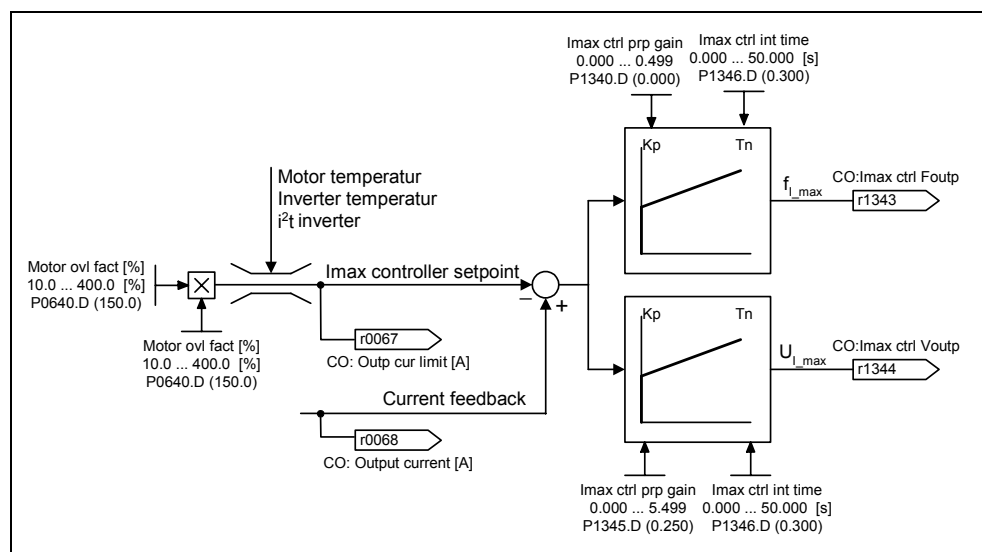 Imax ctrl prp gain
0.000 ... 0.499
P1340.D (0.000)
Imax ctrl int time
0.000 ... 50.000 [s]
P1346.D (0.300)
Kp
Tn
Motor temperatur
Inverter temperatur
i²t inverter
CO:Imax ctrl Foutp
f I_max
r1343
Motor ovl fact [%]
10.0 ... 400.0 [%]
P0640.D (150.0)
Imax controller setpoint
–
+
r0067
CO: Outp cur limit [A]
Motor ovl fact [%]
10.0 ... 400.0 [%]
P0640.D (150.0)
Kp
Tn
CO:Imax ctrl Voutp
U I_max
r1344
Current feedback
r0068
CO: Output current [A]
Imax ctrl prp gain
0.000 ... 5.499
P1345.D (0.250)
Imax ctrl int time
0.000 ... 50.000 [s]
P1346.D (0.300)